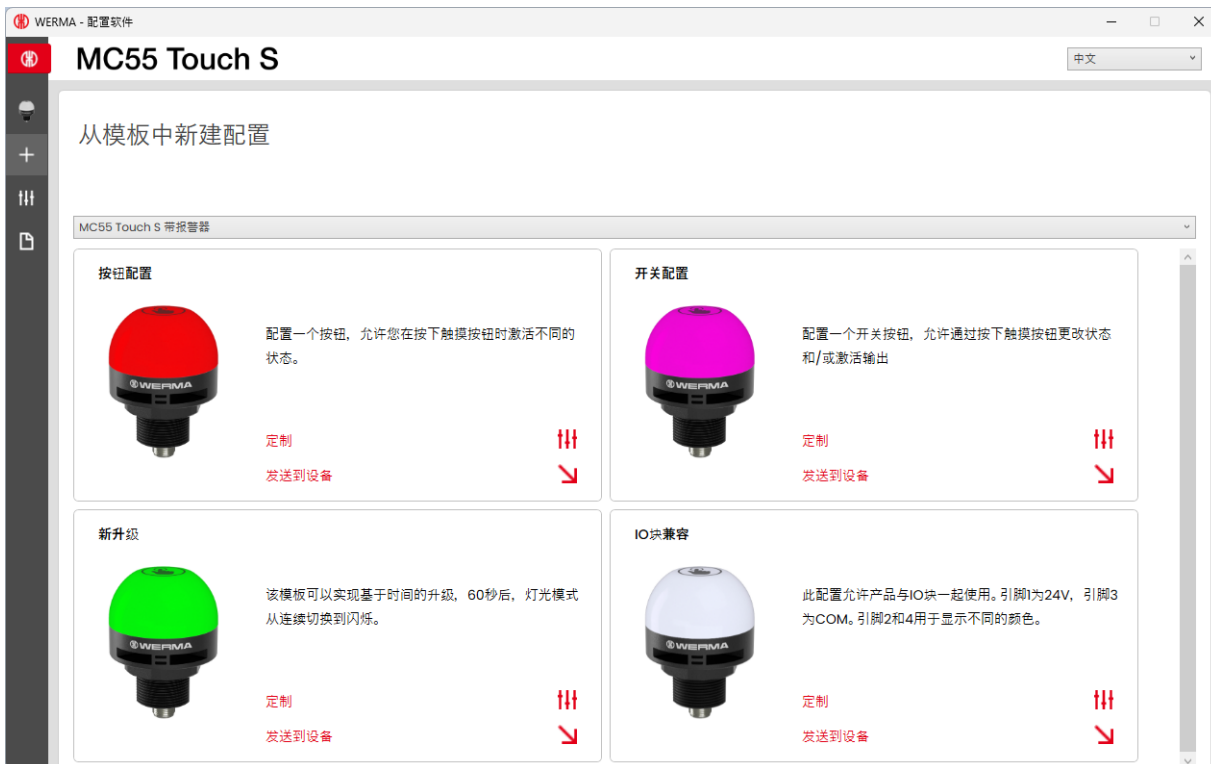 WERMA - 配置软件
MC55 Touch S
中文
从模板中新建配置
MC55 Touch S 带报警器
按钮配置
配置一个按钮，允许您在按下触摸按钮时激活不同的
状态。
WERMA
定制
发送到设备
开关配置
配置一个开关按钮，允许通过按下触摸按钮更改状态
和/或激活输出
WERMA
定制
发送到设备
新升级
该模板可以实现基于时间的升级，60秒后，灯光模式
从连续切换到闪烁。
WERMA
定制
发送到设备
IO块兼容
此配置允许产品与IO块一起使用。引脚1为24V，引脚3
为COM。引脚2和4用于显示不同的颜色。
WERMA
定制
发送到设备